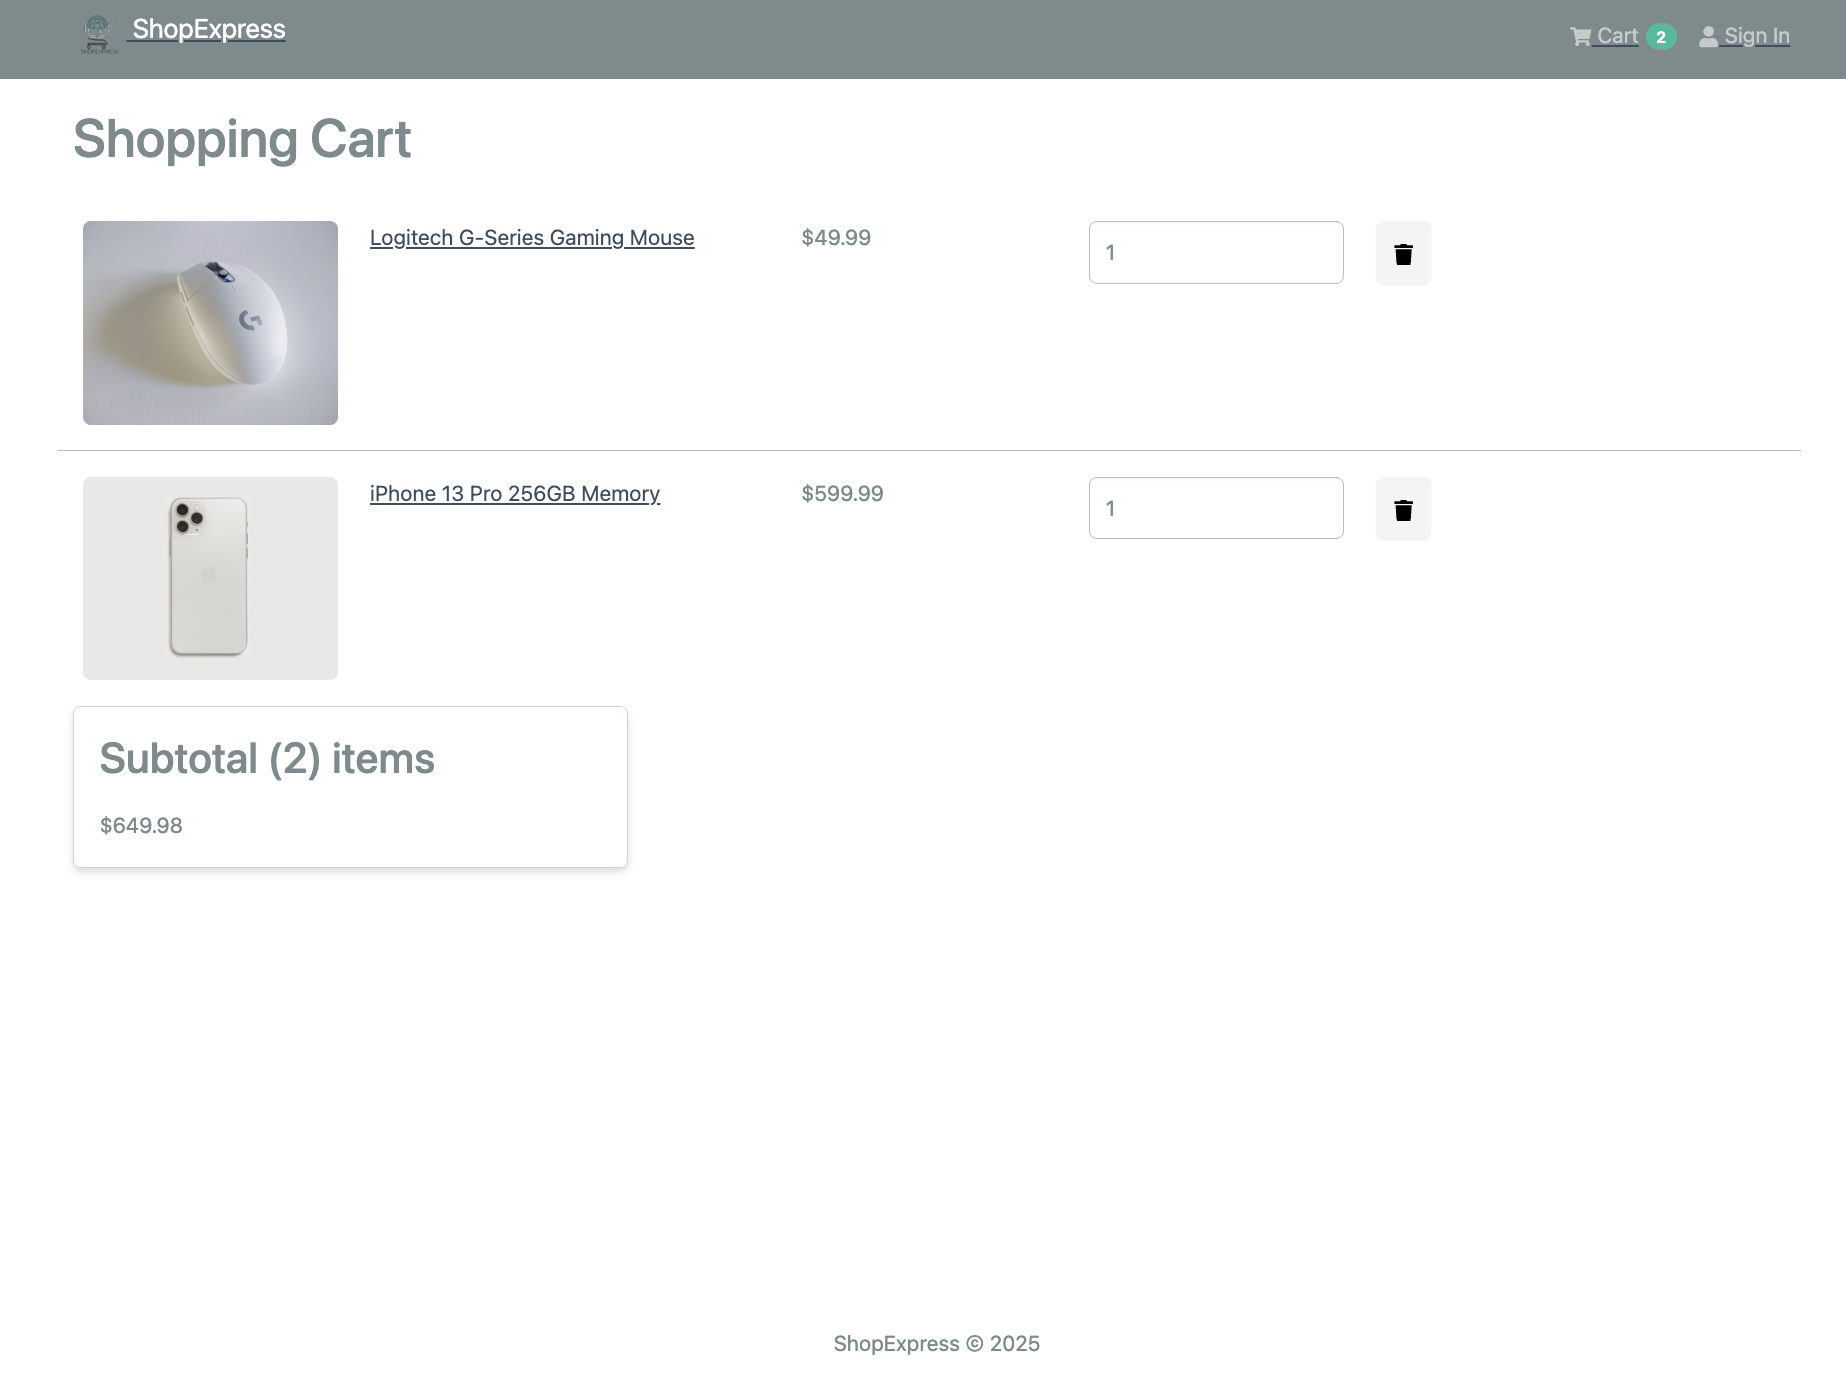 ShopExpress
Cart 2 Sign In
Shopping Cart
Logitech G-Series Gaming Mouse $49.99 1
iPhone 13 Pro 256GB Memory $599.99 1
Subtotal (2) items
$649.98
ShopExpress © 2025